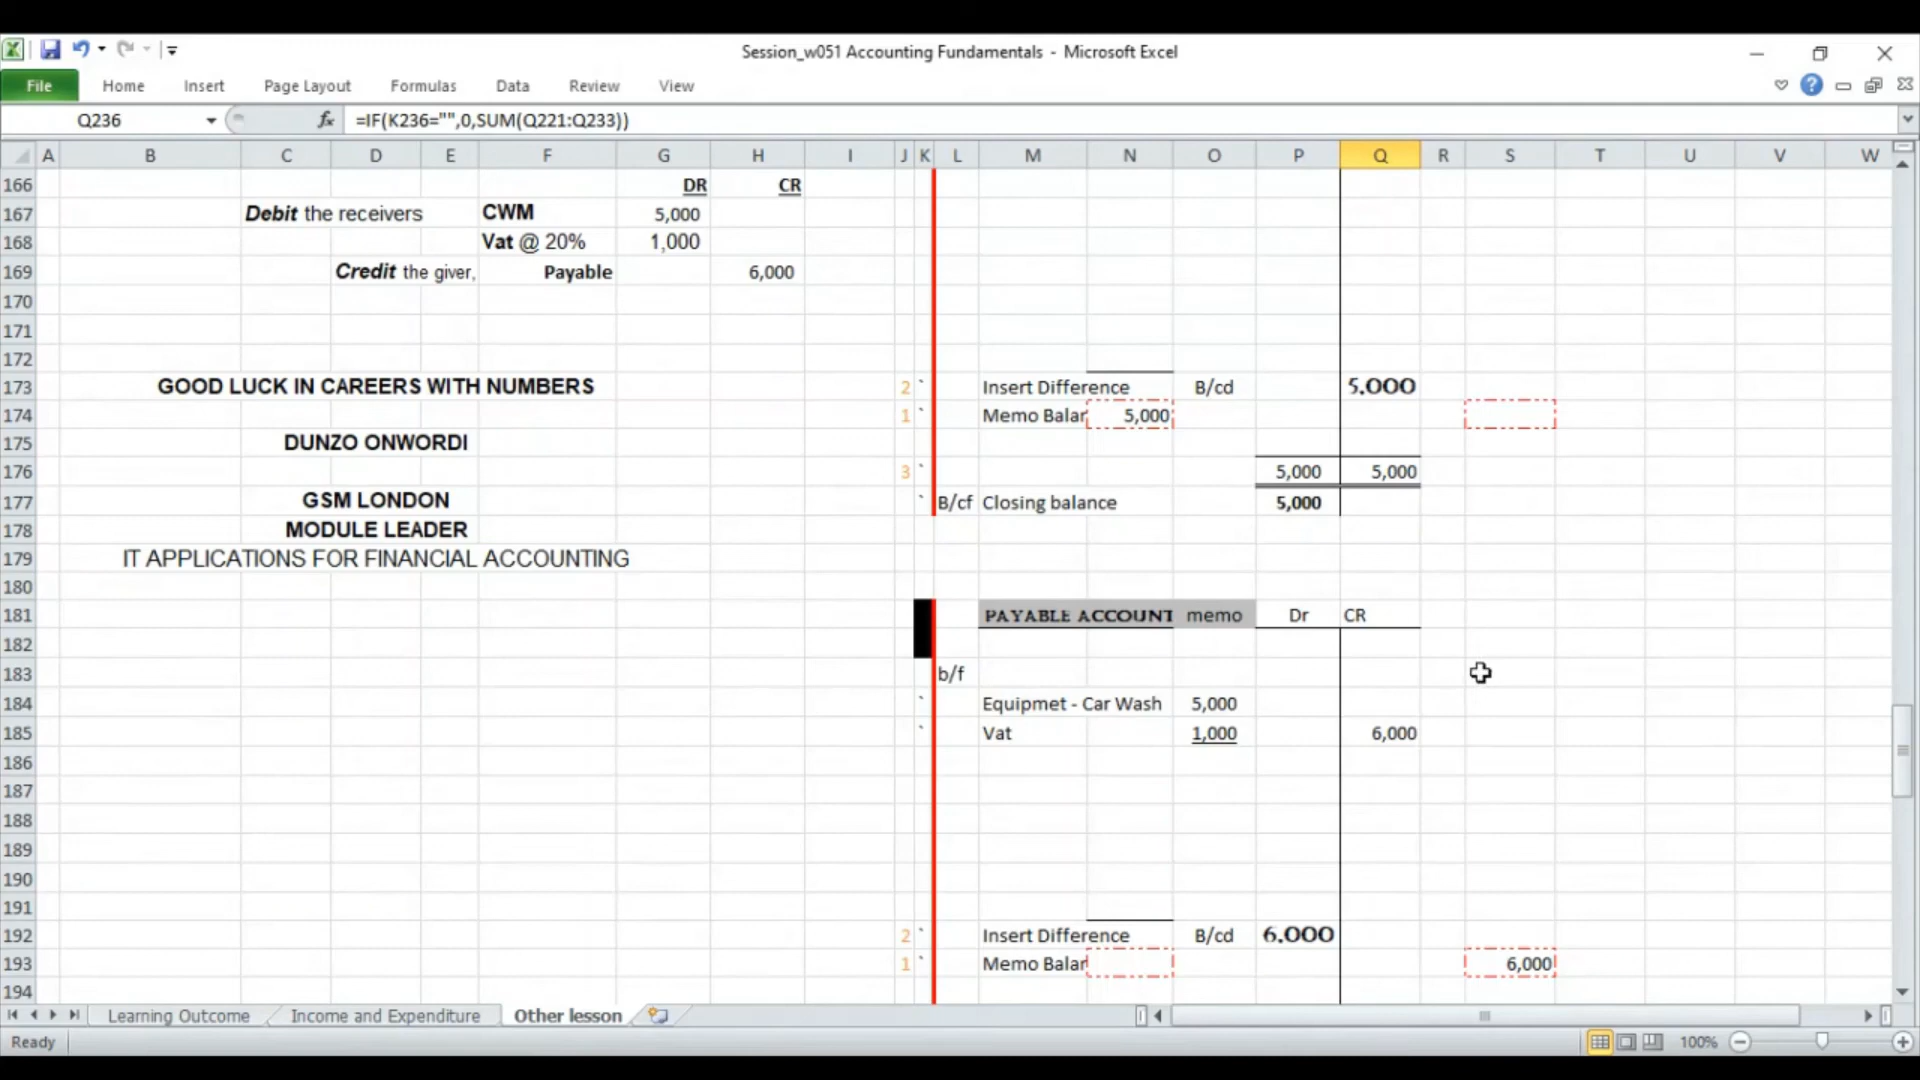 Session_w051 Accounting Fundamentals - Microsoft Excel
File Home Insert Page Layout Formulas Data Review View
Q236 fx =IF(K236="",0,SUM(Q221:Q233))
A B C D E F G H I J K L M N O P Q R S T U V W
166 DR CR
167 Debit the receivers CWM 5,000
168 Vat @ 20% 1,000
169 Credit the giver, Payable 6,000
170
171
172
173 GOOD LUCK IN CAREERS WITH NUMBERS 2 ` Insert Difference B/cd 5,000
174 1 ` Memo Balar 5,000
175 DUNZO ONWORDI
176 3 ` 5,000 5,000
177 GSM LONDON ` B/cf Closing balance 5,000
178 MODULE LEADER
179 IT APPLICATIONS FOR FINANCIAL ACCOUNTING
180
181 PAYABLE ACCOUNT memo Dr CR
182
183 b/f
184 ` Equipmet - Car Wash 5,000
185 ` Vat 1,000 6,000
186
187
188
189
190
191
192 2 ` Insert Difference B/cd 6,000
193 1 ` Memo Balar 6,000
194
Learning Outcome Income and Expenditure Other lesson
Ready 100%